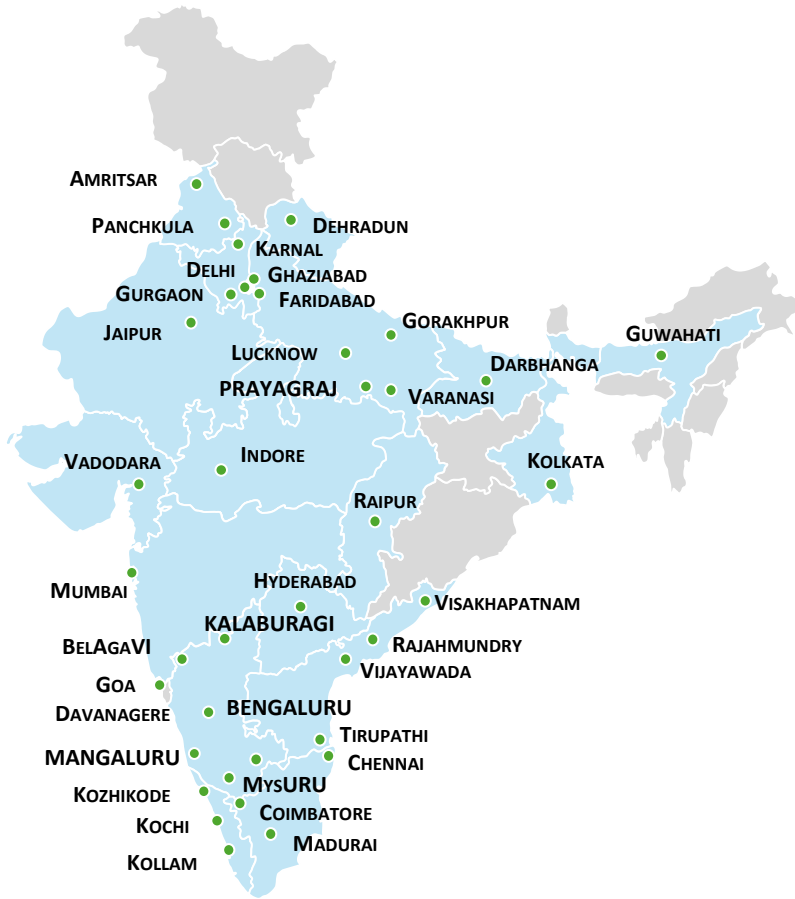 AMRITSAR
PANCHKULA
DEHRADUN
KARNAL
DELHI
GHAZIABAD
GURGAON
FARIDABAD
JAIPUR
GORAKHPUR
GUWAHATI
LUCKNOW
DARBHANGA
PRAYAGRAJ
VARANASI
VADODARA
INDORE
KOLKATA
RAIPUR
MUMBAI
HYDERABAD
VISAKHAPATNAM
KALABURAGI
BELAGAVI
RAJAHMUNDRY
VIJAYAWADA
GOA
DAVANAGERE
BENGALURU
TIRUPATHI
MANGALURU
CHENNAI
MYSURU
KOZHIKODE
COIMBATORE
KOCHI
MADURAI
KOLLAM